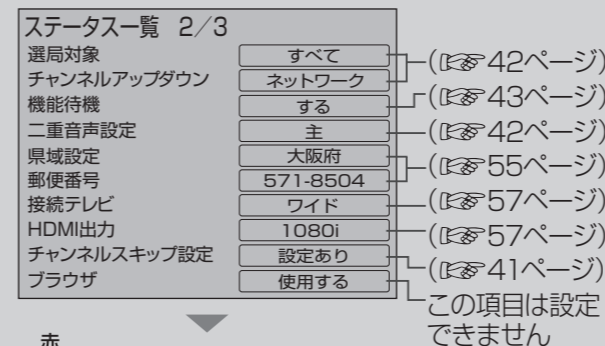 ステータス一覧 2／3
選局対象 すべて (☞42ページ)
チャンネルアップダウン ネットワーク
機能待機 する (☞43ページ)
二重音声設定 主 (☞42ページ)
県域設定 大阪府 (☞55ページ)
郵便番号 571-8504
接続テレビ ワイド (☞57ページ)
HDMI出力 1080i (☞57ページ)
チャンネルスキップ設定 設定あり (☞41ページ)
ブラウザ 使用する この項目は設定
できません
赤